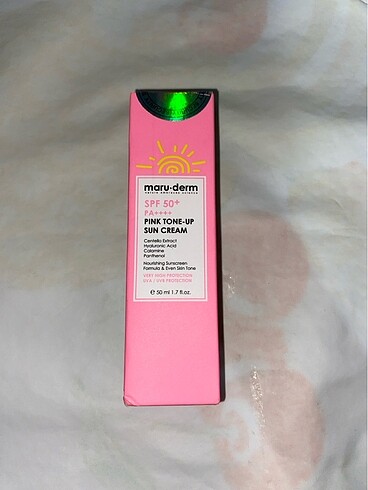 maru·derm
SPF 50+
PA++++
PINK TONE-UP
SUN CREAM
Centella Extract
Hyaluronic Acid
Calamine
Panthenol
Nourishing Sunscreen
Formula & Even Skin Tone
VERY HIGH PROTECTION
UVA | UVB PROTECTION
℮ 50 ml 1.7 fl.oz.